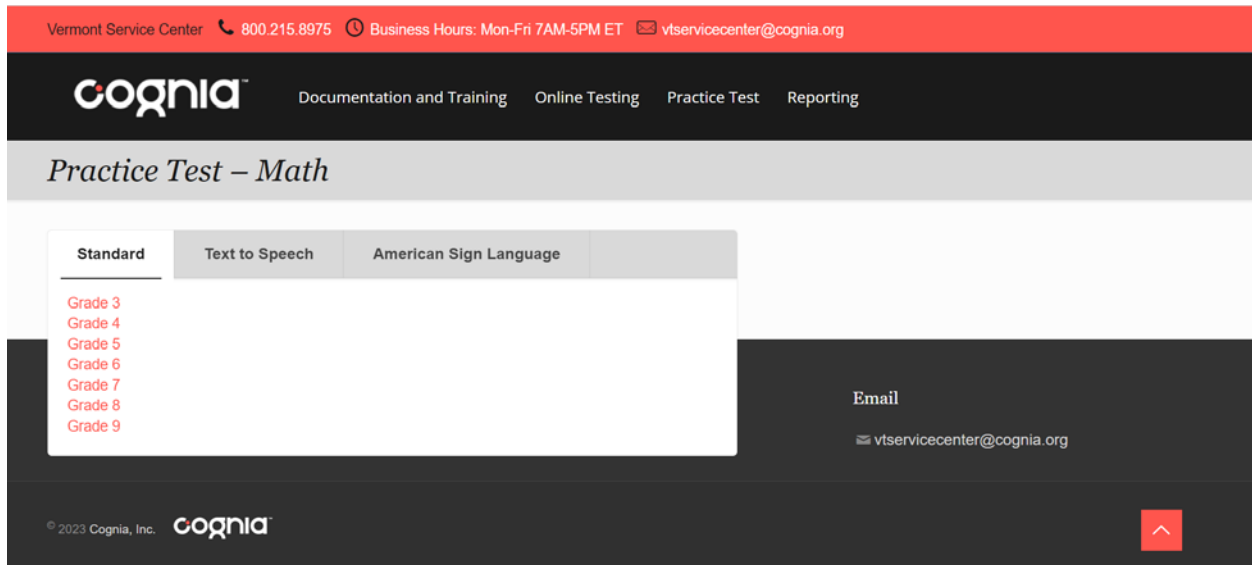 Vermont Service Center 800.215.8975 Business Hours: Mon-Fri 7AM-5PM ET vtservicecenter@cognia.org
cognia™ Documentation and Training Online Testing Practice Test Reporting
Practice Test – Math
Standard Text to Speech American Sign Language
Grade 3
Grade 4
Grade 5
Grade 6
Grade 7
Grade 8
Grade 9
Email
vtservicecenter@cognia.org
© 2023 Cognia, Inc. cognia™